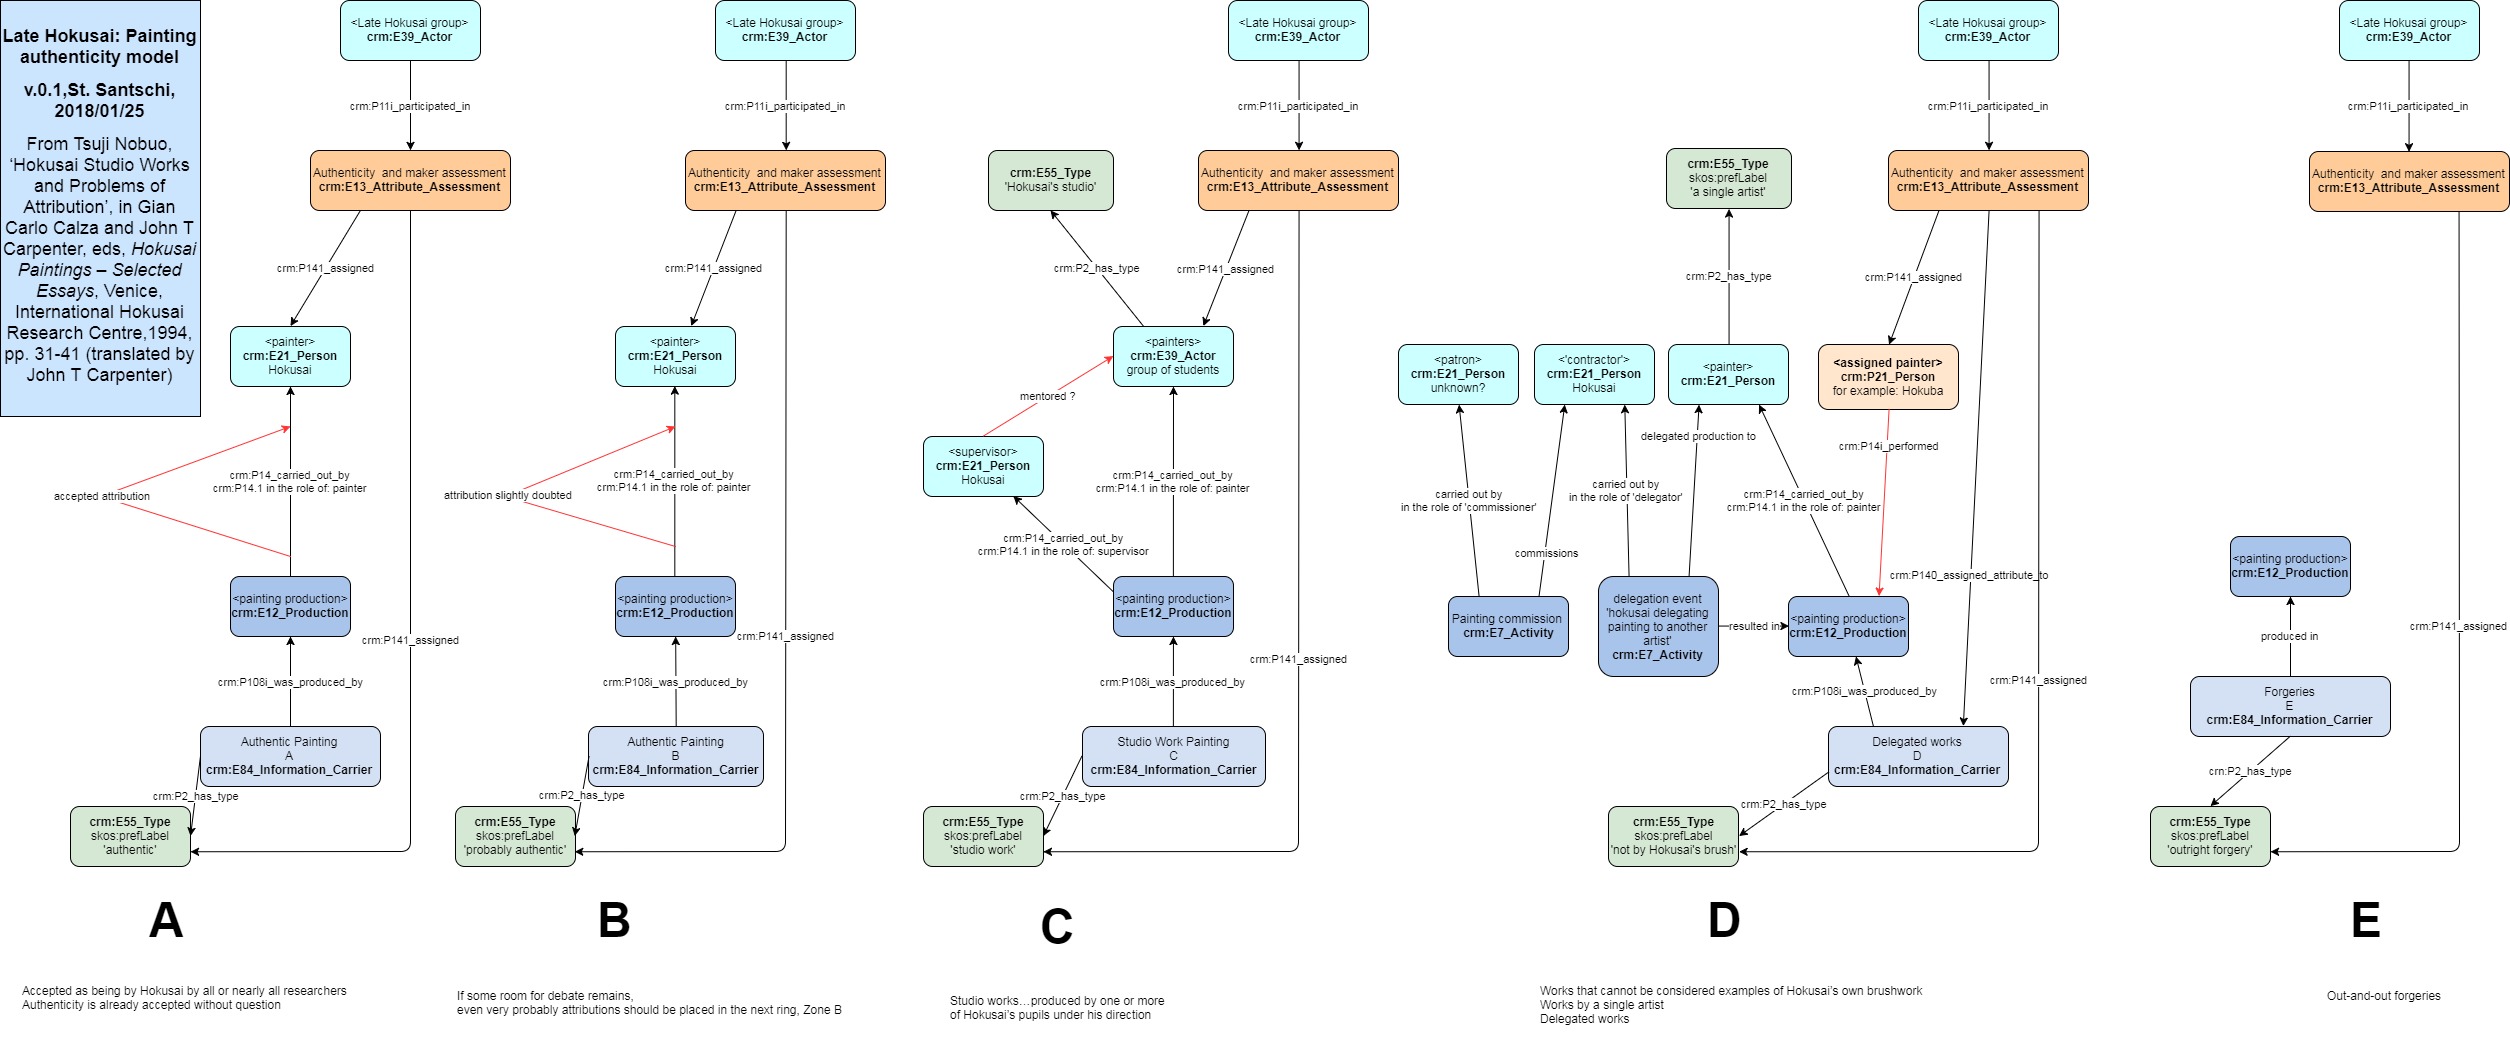 Late Hokusai: Painting
authenticity model
v.0.1,St. Santschi,
2018/01/25
From Tsuji Nobuo,
‘Hokusai Studio Works
and Problems of
Attribution’, in Gian
Carlo Calza and John T
Carpenter, eds, Hokusai
Paintings – Selected
Essays, Venice,
International Hokusai
Research Centre,1994,
pp. 31-41 (translated by
John T Carpenter)
<Late Hokusai group>
crm:E39_Actor
crm:P11i_participated_in
Authenticity  and maker assessment
crm:E13_Attribute_Assessment
crm:P141_assigned
<painter>
crm:E21_Person
Hokusai
accepted attribution
crm:P14_carried_out_by
crm:P14.1 in the role of: painter
<painting production>
crm:E12_Production
crm:P141_assigned
crm:P108i_was_produced_by
Authentic Painting
A
crm:E84_Information_Carrier
crm:P2_has_type
crm:E55_Type
skos:prefLabel
'authentic'
A
Accepted as being by Hokusai by all or nearly all researchers
Authenticity is already accepted without question
<Late Hokusai group>
crm:E39_Actor
crm:P11i_participated_in
Authenticity  and maker assessment
crm:E13_Attribute_Assessment
crm:P141_assigned
<painter>
crm:E21_Person
Hokusai
attribution slightly doubted
crm:P14_carried_out_by
crm:P14.1 in the role of: painter
<painting production>
crm:E12_Production
crm:P141_assigned
crm:P108i_was_produced_by
Authentic Painting
B
crm:E84_Information_Carrier
crm:P2_has_type
crm:E55_Type
skos:prefLabel
'probably authentic'
B
If some room for debate remains,
even very probably attributions should be placed in the next ring, Zone B
<Late Hokusai group>
crm:E39_Actor
crm:P11i_participated_in
crm:E55_Type
'Hokusai's studio'
Authenticity  and maker assessment
crm:E13_Attribute_Assessment
crm:P2_has_type
crm:P141_assigned
<painters>
crm:E39_Actor
group of students
mentored ?
<supervisor>
crm:E21_Person
Hokusai
crm:P14_carried_out_by
crm:P14.1 in the role of: painter
crm:P14_carried_out_by
crm:P14.1 in the role of: supervisor
<painting production>
crm:E12_Production
crm:P141_assigned
crm:P108i_was_produced_by
Studio Work Painting
C
crm:E84_Information_Carrier
crm:P2_has_type
crm:E55_Type
skos:prefLabel
'studio work'
C
Studio works…produced by one or more
of Hokusai’s pupils under his direction
<Late Hokusai group>
crm:E39_Actor
crm:P11i_participated_in
crm:E55_Type
skos:prefLabel
'a single artist'
Authenticity  and maker assessment
crm:E13_Attribute_Assessment
crm:P2_has_type
crm:P141_assigned
<patron>
crm:E21_Person
unknown?
<'contractor'>
crm:E21_Person
Hokusai
<painter>
crm:E21_Person
<assigned painter>
crm:P21_Person
for example: Hokuba
delegated production to
crm:P14i_performed
carried out by
in the role of 'commissioner'
carried out by
in the role of 'delegator'
crm:P14_carried_out_by
crm:P14.1 in the role of: painter
commissions
crm:P140_assigned_attribute_to
Painting commission
crm:E7_Activity
delegation event
'hokusai delegating
painting to another
artist'
crm:E7_Activity
resulted in
<painting production>
crm:E12_Production
crm:P141_assigned
crm:P108i_was_produced_by
Delegated works
D
crm:E84_Information_Carrier
crm:P2_has_type
crm:E55_Type
skos:prefLabel
'not by Hokusai's brush'
D
Works that cannot be considered examples of Hokusai’s own brushwork
Works by a single artist
Delegated works
<Late Hokusai group>
crm:E39_Actor
crm:P11i_participated_in
Authenticity  and maker assessment
crm:E13_Attribute_Assessment
<painting production>
crm:E12_Production
crm:P141_assigned
produced in
Forgeries
E
crm:E84_Information_Carrier
crn:P2_has_type
crm:E55_Type
skos:prefLabel
'outright forgery'
E
Out-and-out forgeries